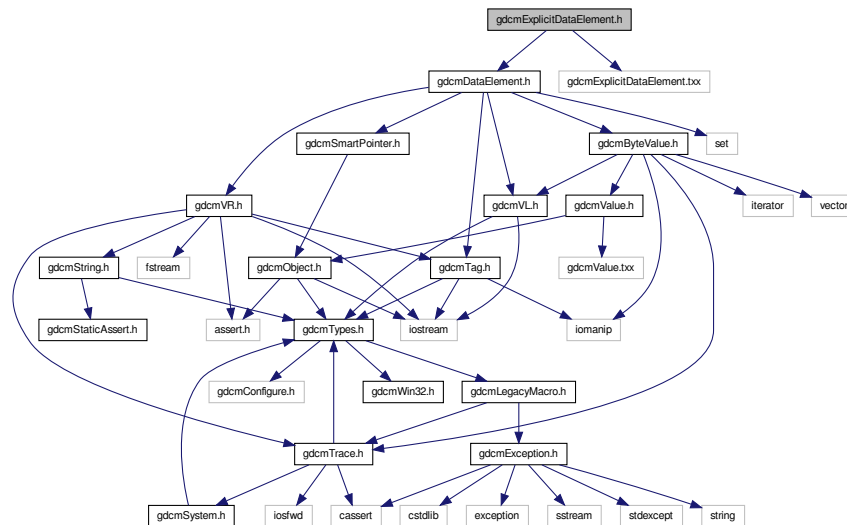 gdcmExplicitDataElement.h
gdcmDataElement.h
gdcmExplicitDataElement.txx
gdcmSmartPointer.h
gdcmByteValue.h
set
gdcmVR.h
gdcmVL.h
gdcmValue.h
iterator
vector
gdcmString.h
fstream
gdcmObject.h
gdcmTag.h
gdcmValue.txx
gdcmStaticAssert.h
assert.h
gdcmTypes.h
iostream
iomanip
gdcmConfigure.h
gdcmWin32.h
gdcmLegacyMacro.h
gdcmTrace.h
gdcmException.h
gdcmSystem.h
iosfwd
cassert
cstdlib
exception
sstream
stdexcept
string